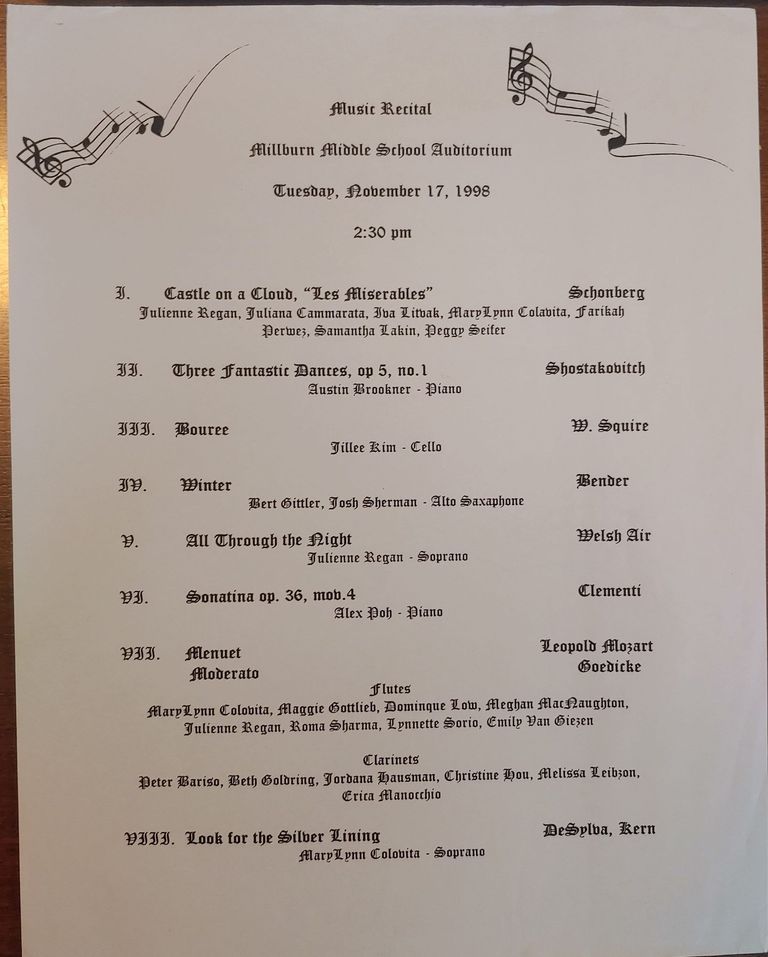 Music Recital
Millburn Middle School Auditorium
Tuesday, November 17, 1998
2:30 pm
I. Castle on a Cloud, “Les Miserables” Schonberg
Julienne Regan, Juliana Cammarata, Iva Litvak, MaryLynn Colavita, Farikah
Perwez, Samantha Lakin, Peggy Seifer
II. Three Fantastic Dances, op 5, no.1 Shostakovitch
Austin Brookner - Piano
III. Bouree W. Squire
Jillee Kim - Cello
IV. Winter Bender
Bert Gittler, Josh Sherman - Alto Saxaphone
V. All Through the Night Welsh Air
Julienne Regan - Soprano
VI. Sonatina op. 36, mov.4 Clementi
Alex Poh - Piano
VII. Menuet Leopold Mozart
Moderato Goedicke
Flutes
MaryLynn Colovita, Maggie Gottlieb, Dominque Low, Meghan MacNaughton,
Julienne Regan, Roma Sharma, Lynnette Sorio, Emily Van Giezen
Clarinets
Peter Bariso, Beth Goldring, Jordana Hausman, Christine Hou, Melissa Leibzon,
Erica Manocchio
VIIII. Look for the Silver Lining DeSylva, Kern
MaryLynn Colovita - Soprano